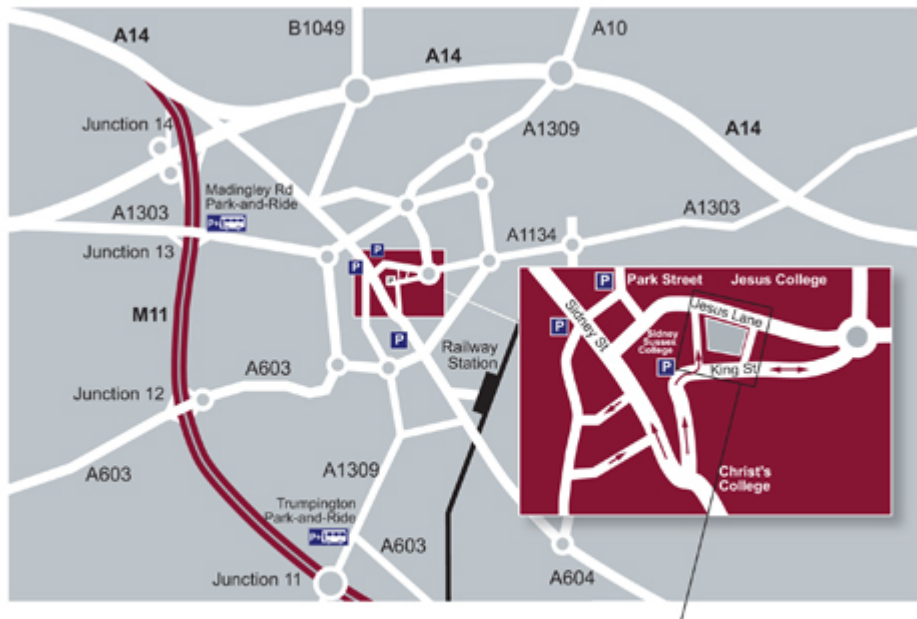 A14
B1049
A10
A14
A1309
A14
Junction 14
Madingley Rd
Park-and-Ride
P+
A1303
A1303
Junction 13
A1134
P
P
P
P
M11
Railway
Station
A603
Junction 12
A603
A1309
Trumpington
Park-and-Ride
P+
A603
Junction 11
A604
P
Park Street
Jesus College
Jesus Lane
Sidney St
P
Sidney
Sussex
College
P
King St
Christ's
College